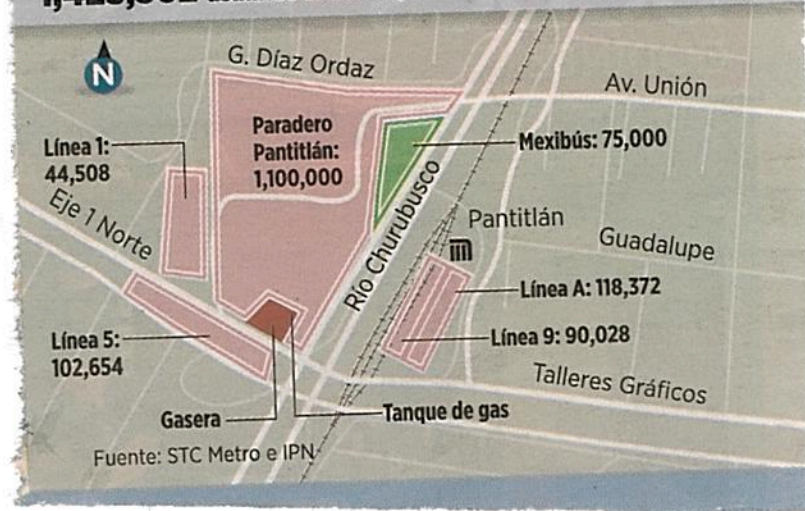 G. Díaz Ordaz
Av. Unión
N
Paradero
Pantitlán:
1,100,000
Mexibús: 75,000
Línea 1:
44,508
Eje 1 Norte
Río Churubusco
Pantitlán
Guadalupe
Línea A: 118,372
Línea 9: 90,028
Línea 5:
102,654
Talleres Gráficos
Gasera
Tanque de gas
Fuente: STC Metro e IPN